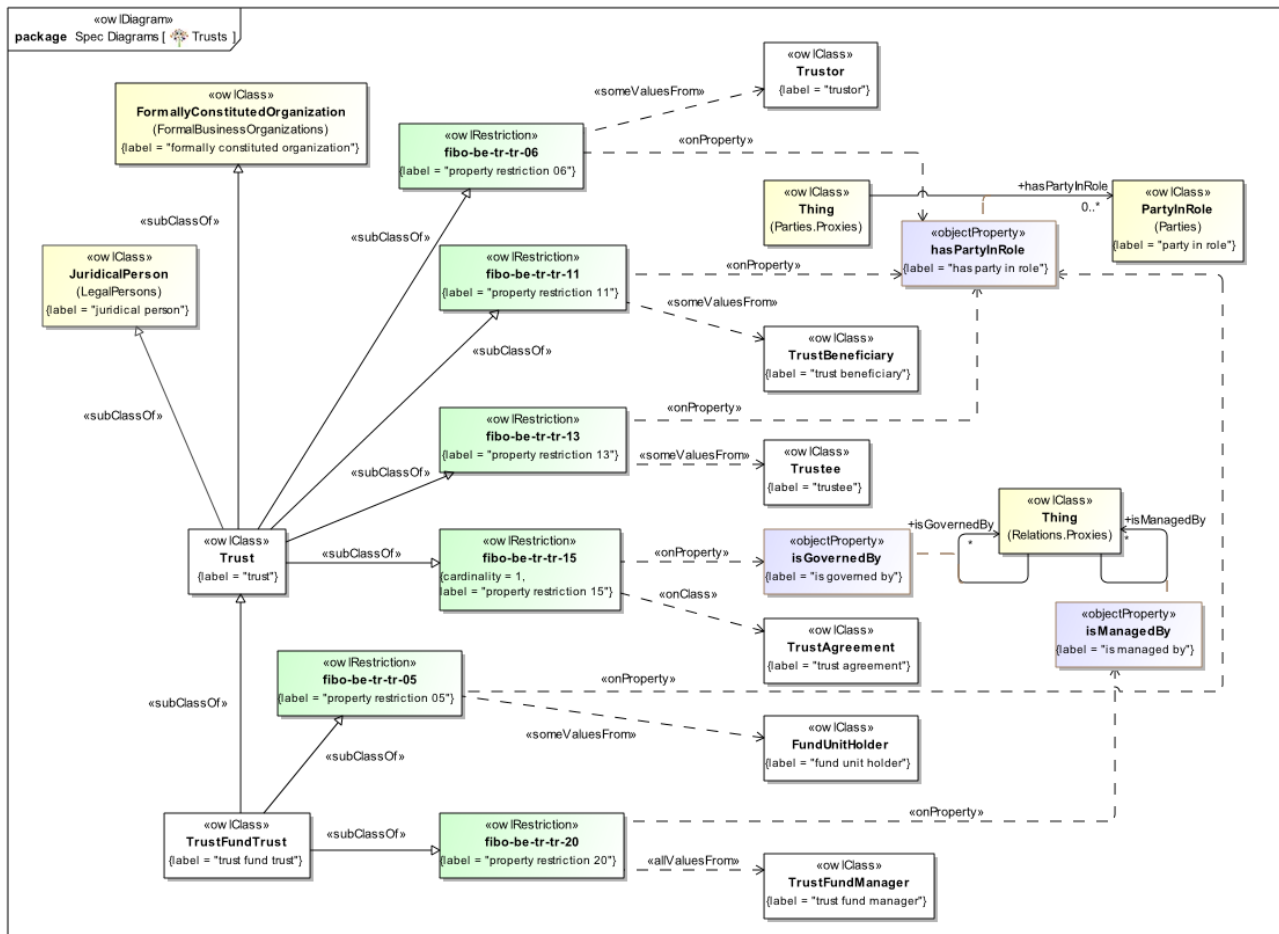 «owlDiagram»
package Spec Diagrams [ Trusts ]
«owlClass»
Trustor
{label = "trustor"}
«someValuesFrom»
«owlClass»
FormallyConstitutedOrganization
(FormalBusinessOrganizations)
{label = "formally constituted organization"}
«owlRestriction»
fibo-be-tr-tr-06
{label = "property restriction 06"}
«onProperty»
«owlClass»
Thing
(Parties.Proxies)
+hasPartyInRole
0..*
«owlClass»
PartyInRole
(Parties)
{label = "party in role"}
«subClassOf»
«subClassOf»
«objectProperty»
hasPartyInRole
{label = "has party in role"}
«owlClass»
JuridicalPerson
(LegalPersons)
{label = "juridical person"}
«owlRestriction»
fibo-be-tr-tr-11
{label = "property restriction 11"}
«onProperty»
«someValuesFrom»
«owlClass»
TrustBeneficiary
{label = "trust beneficiary"}
«subClassOf»
«subClassOf»
«owlRestriction»
fibo-be-tr-tr-13
{label = "property restriction 13"}
«onProperty»
«someValuesFrom»
«owlClass»
Trustee
{label = "trustee"}
«subClassOf»
«owlClass»
Trust
{label = "trust"}
«subClassOf»
«owlRestriction»
fibo-be-tr-tr-15
{cardinality = 1,
label = "property restriction 15"}
«onProperty»
«objectProperty»
isGovernedBy
{label = "is governed by"}
+isGovernedBy
*
«owlClass»
Thing
(Relations.Proxies)
+isManagedBy
*
«onClass»
«owlClass»
TrustAgreement
{label = "trust agreement"}
«objectProperty»
isManagedBy
{label = "is managed by"}
«owlRestriction»
fibo-be-tr-tr-05
{label = "property restriction 05"}
«onProperty»
«subClassOf»
«someValuesFrom»
«owlClass»
FundUnitHolder
{label = "fund unit holder"}
«subClassOf»
«owlClass»
TrustFundTrust
{label = "trust fund trust"}
«subClassOf»
«owlRestriction»
fibo-be-tr-tr-20
{label = "property restriction 20"}
«onProperty»
«allValuesFrom»
«owlClass»
TrustFundManager
{label = "trust fund manager"}